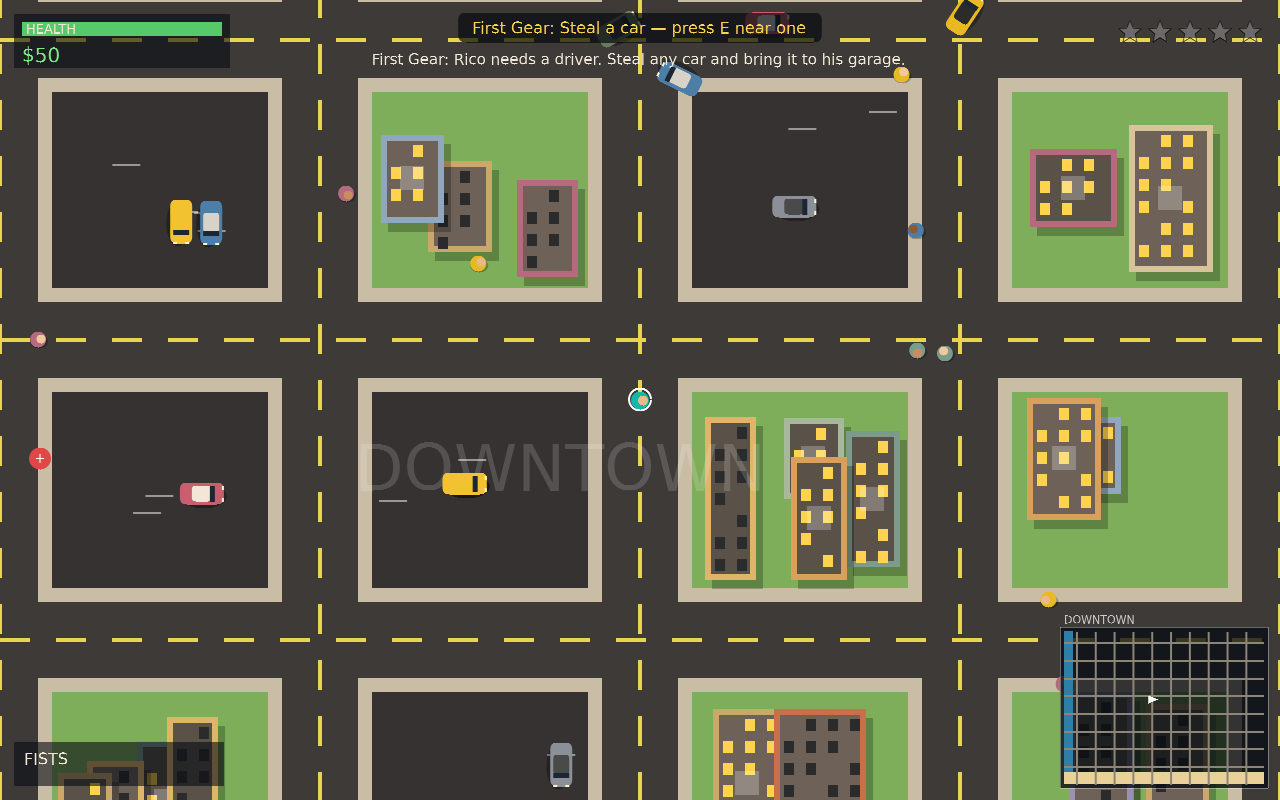 HEALTH
$50
First Gear: Steal a car — press E near one
First Gear: Rico needs a driver. Steal any car and bring it to his garage.
DOWNTOWN
DOWNTOWN
FISTS